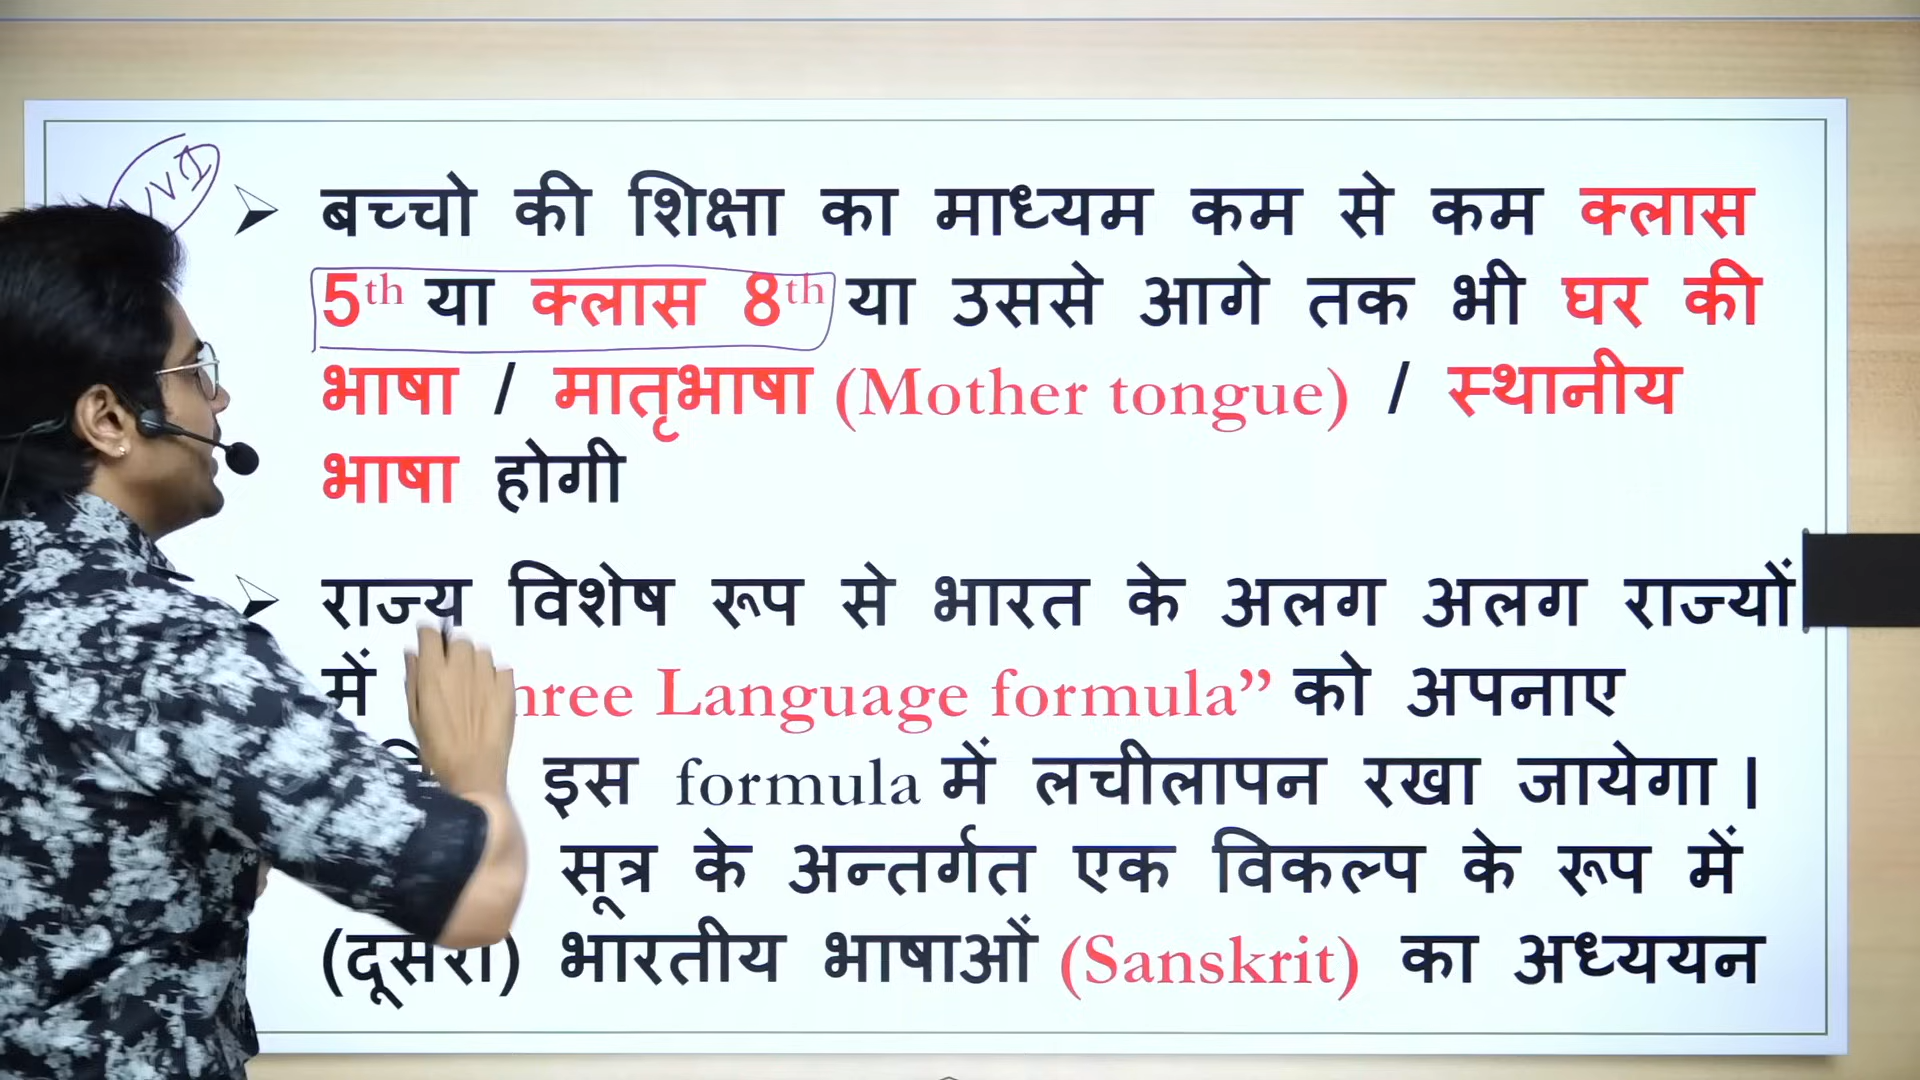 VVI
बच्चो की शिक्षा का माध्यम कम से कम क्लास
5th या क्लास 8th या उससे आगे तक भी घर की
भाषा / मातृभाषा (Mother tongue) / स्थानीय
भाषा होगी
राज्य विशेष रूप से भारत के अलग अलग राज्यों
में Language formula” को अपनाए
इस formula में लचीलापन रखा जायेगा ।
सूत्र के अन्तर्गत एक विकल्प के रूप में
(दूसरी) भारतीय भाषाओं (Sanskrit) का अध्ययन